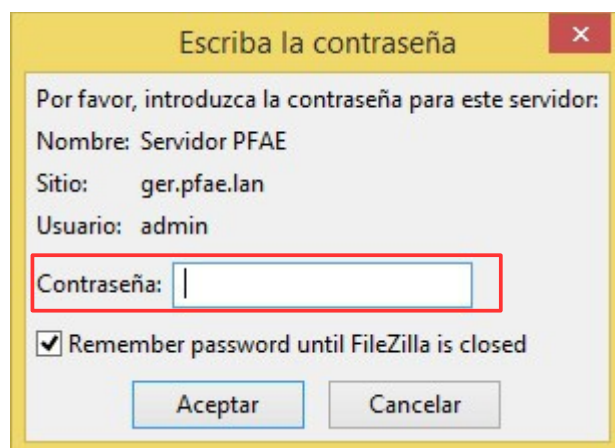 Escriba la contraseña
Por favor, introduzca la contraseña para este servidor:
Nombre: Servidor PFAE
Sitio: ger.pfae.lan
Usuario: admin
Contraseña:
Remember password until FileZilla is closed
Aceptar Cancelar